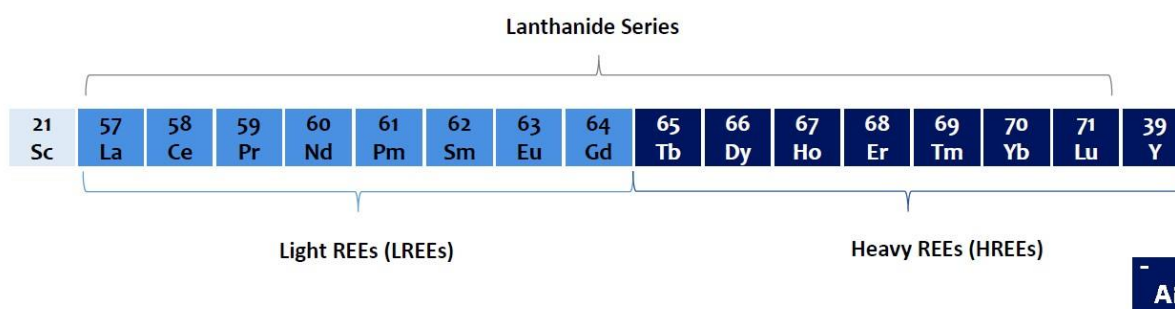 Lanthanide Series
21 57 58 59 60 61 62 63 64 65 66 67 68 69 70 71 39
Sc La Ce Pr Nd Pm Sm Eu Gd Tb Dy Ho Er Tm Yb Lu Y
Light REEs (LREEs) Heavy REEs (HREEs)
-